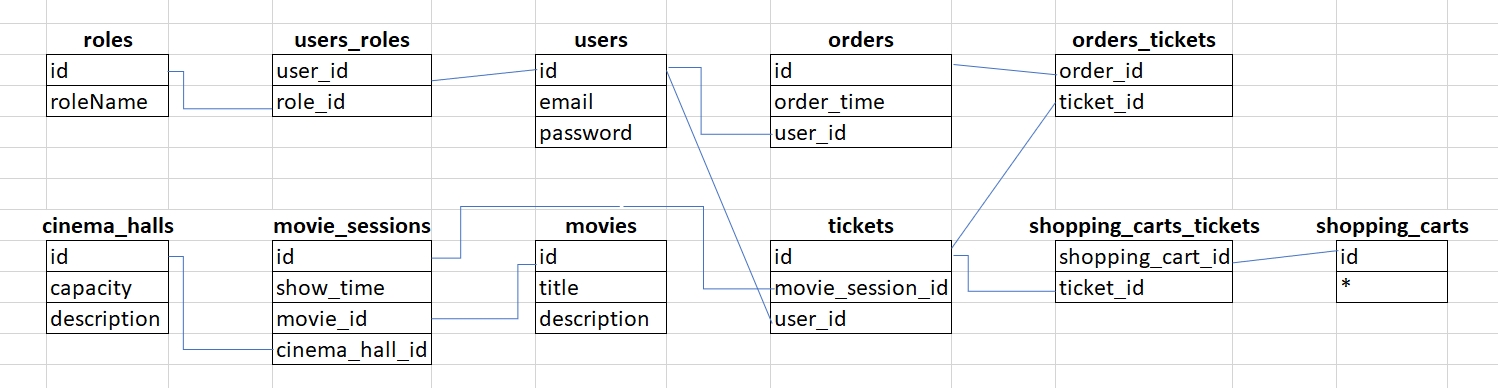 roles users_roles users orders orders_tickets
id user_id id id order_id
roleName role_id email order_time ticket_id
password user_id
cinema_halls movie_sessions movies tickets shopping_carts_tickets shopping_carts
id id id id shopping_cart_id id
capacity show_time title movie_session_id ticket_id *
description movie_id description user_id
cinema_hall_id